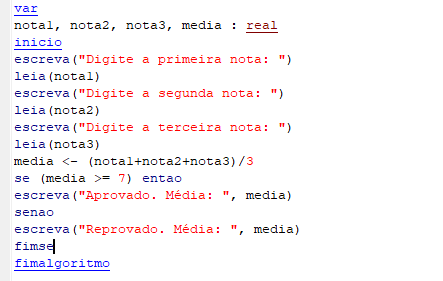 var
nota1, nota2, nota3, media : real
inicio
escreva("Digite a primeira nota: ")
leia(nota1)
escreva("Digite a segunda nota: ")
leia(nota2)
escreva("Digite a terceira nota: ")
leia(nota3)
media <- (nota1+nota2+nota3)/3
se (media >= 7) entao
escreva("Aprovado. Média: ", media)
senao
escreva("Reprovado. Média: ", media)
fimse
fimalgoritmo